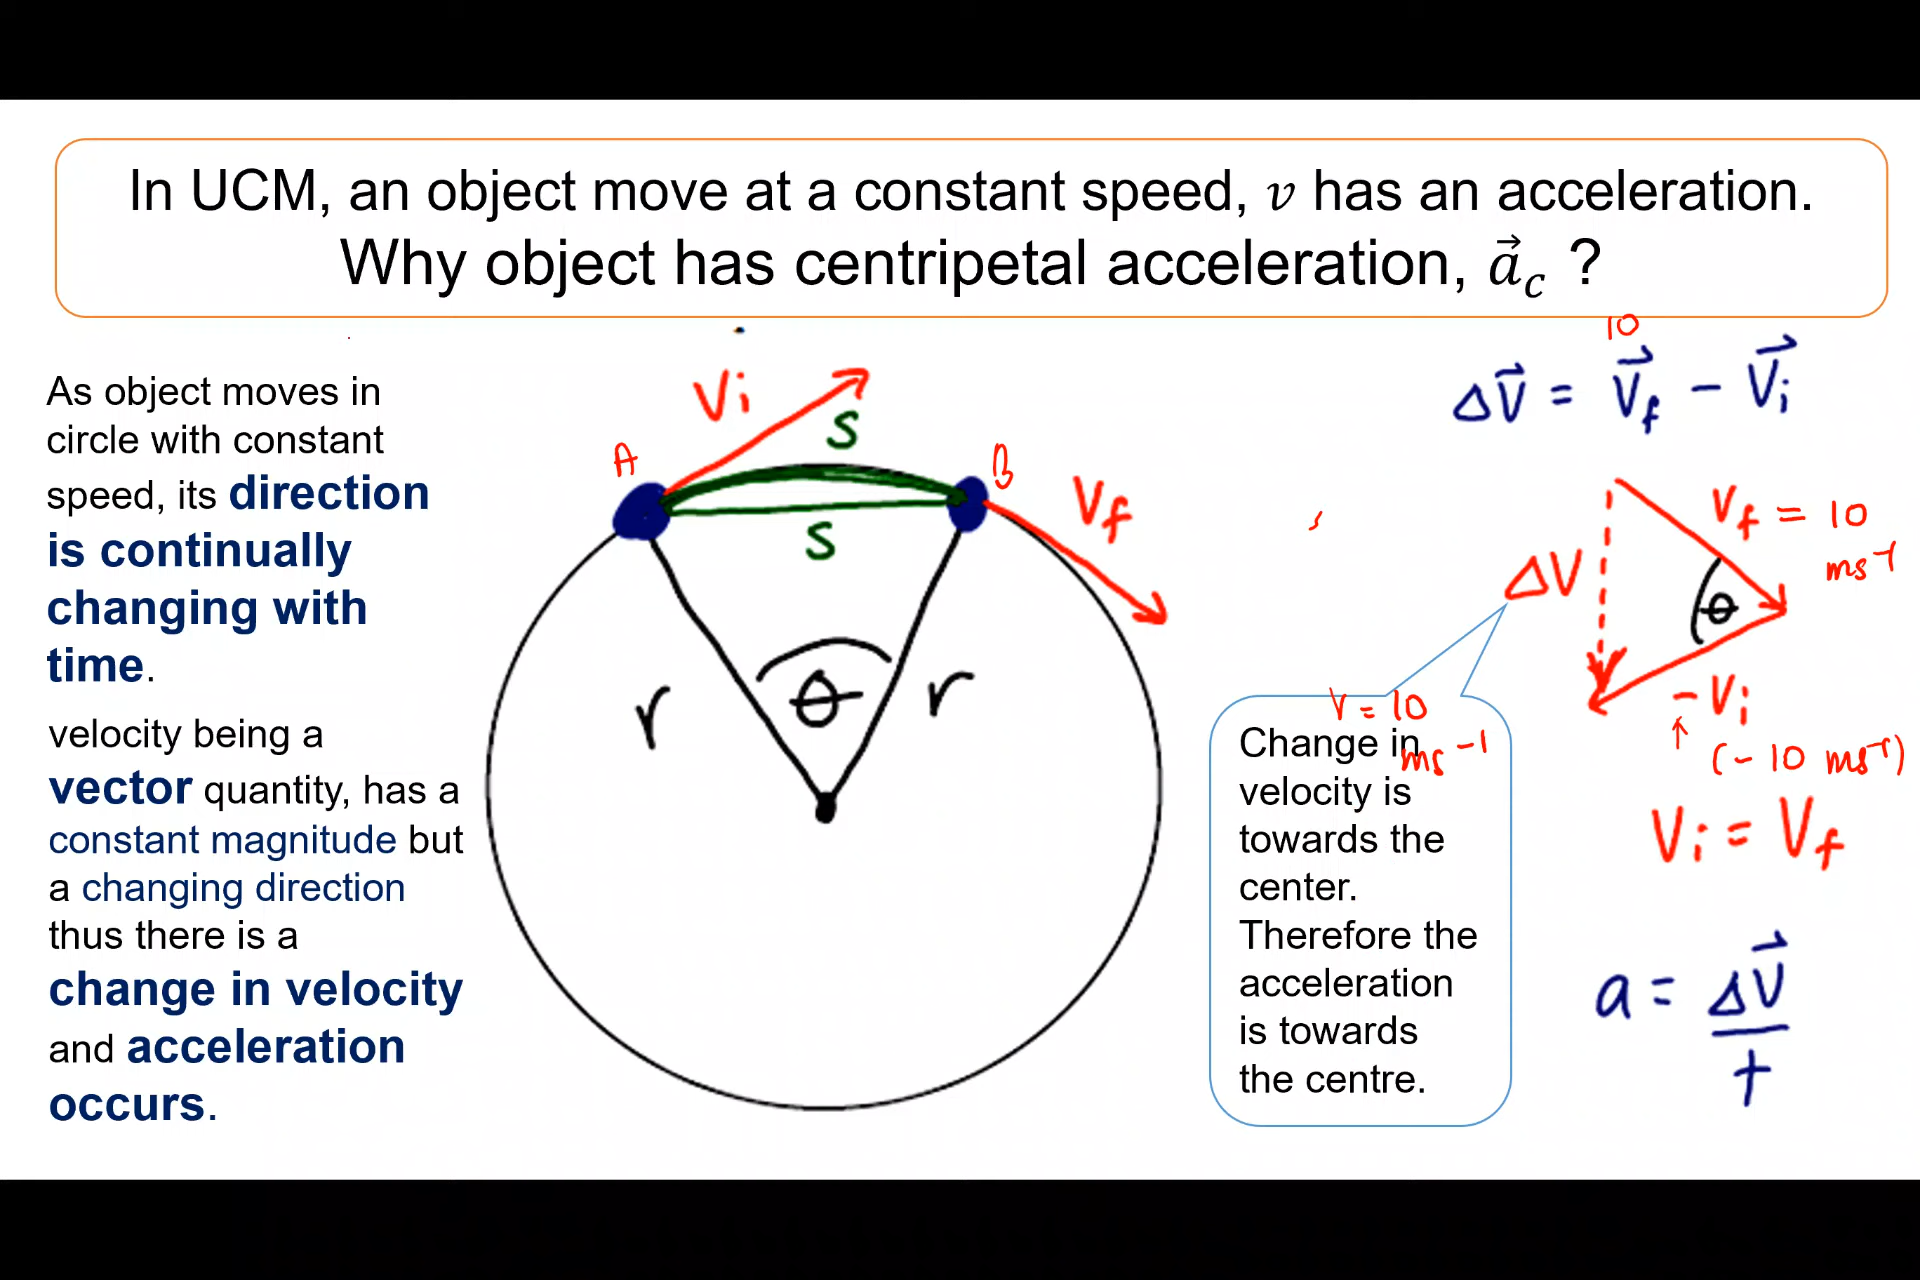 In UCM, an object move at a constant speed, v has an acceleration.
Why object has centripetal acceleration, a⃗c ?
As object moves in
circle with constant
speed, its direction
is continually
changing with
time.
velocity being a
vector quantity, has a
constant magnitude but
a changing direction
thus there is a
change in velocity
and acceleration
occurs.
Vi
S
A
B
Vf
S
r
θ
r
Change in
velocity is
towards the
center.
Therefore the
acceleration
is towards
the centre.
V = 10
ms⁻¹
10
ΔV⃗ = V⃗f − V⃗i
Vf = 10
ms⁻¹
ΔV
θ
−Vi
↑
(−10 ms⁻¹)
Vi = Vf
a = ΔV⃗
t